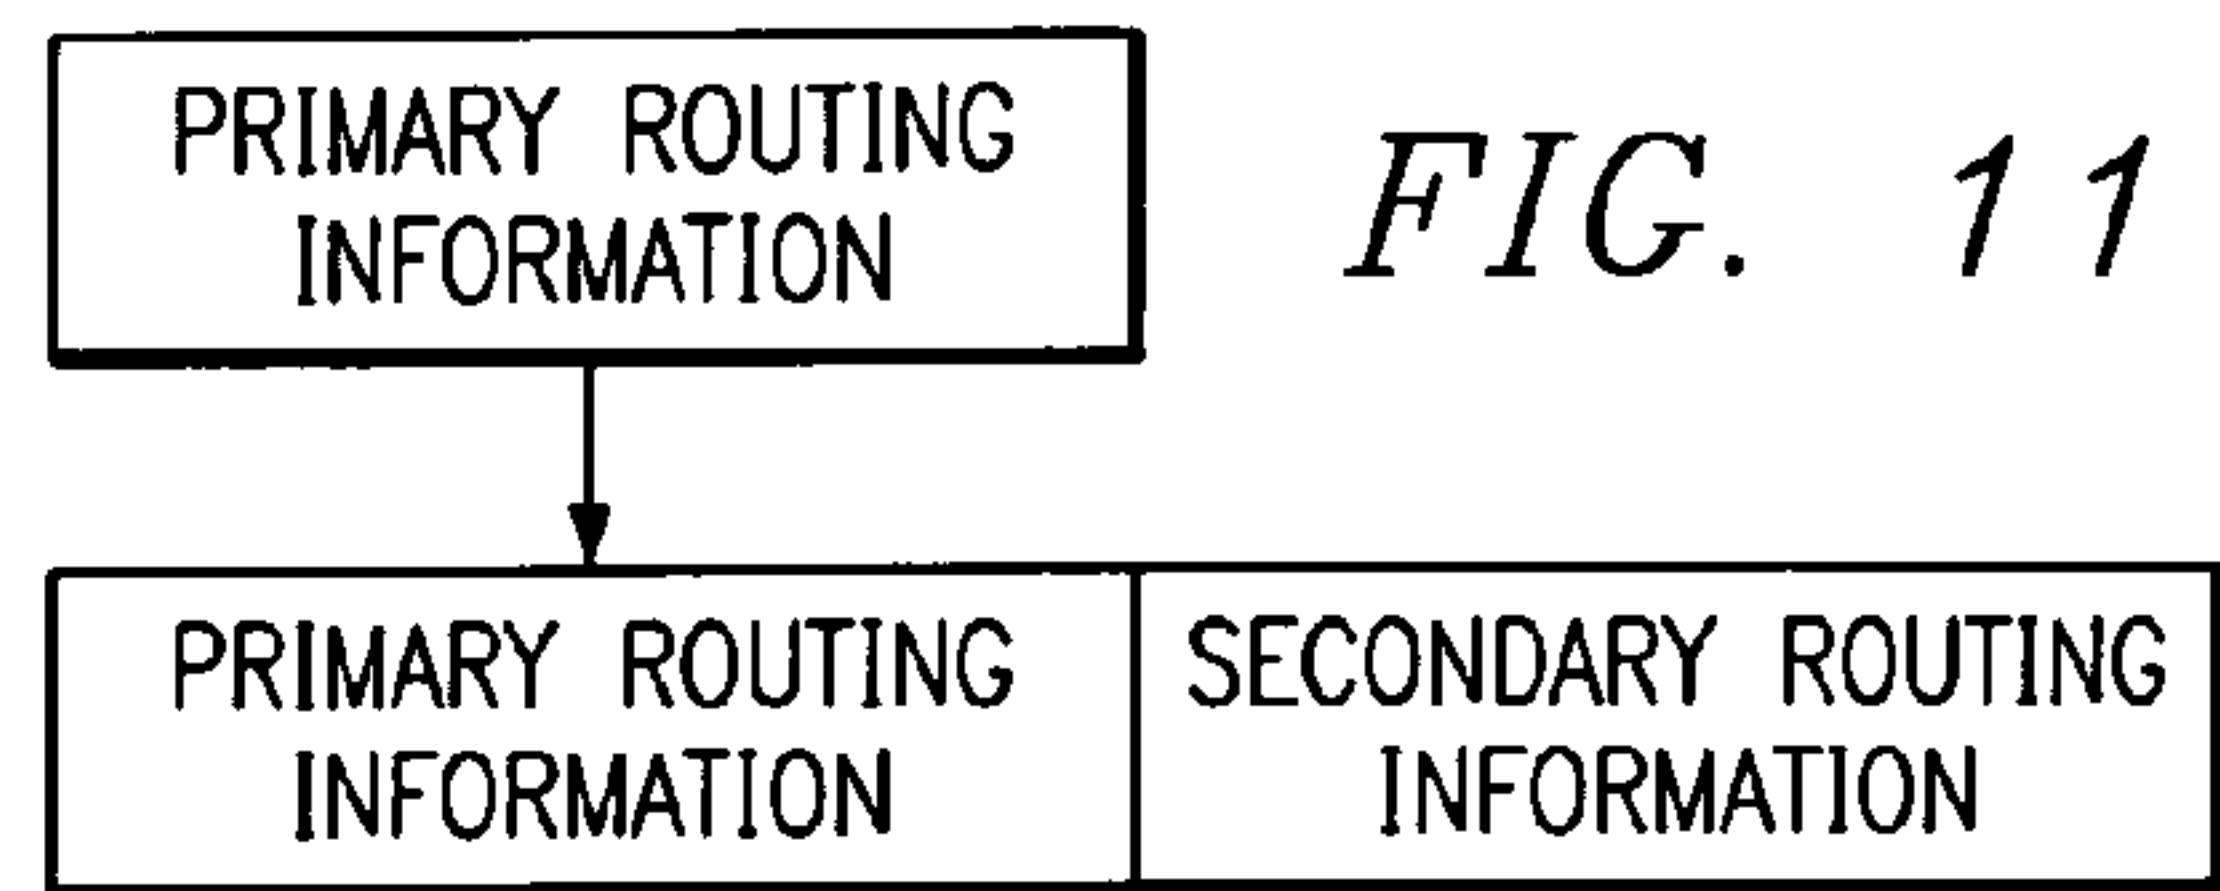 PRIMARY ROUTING
INFORMATION
FIG. 11
PRIMARY ROUTING
INFORMATION
SECONDARY ROUTING
INFORMATION